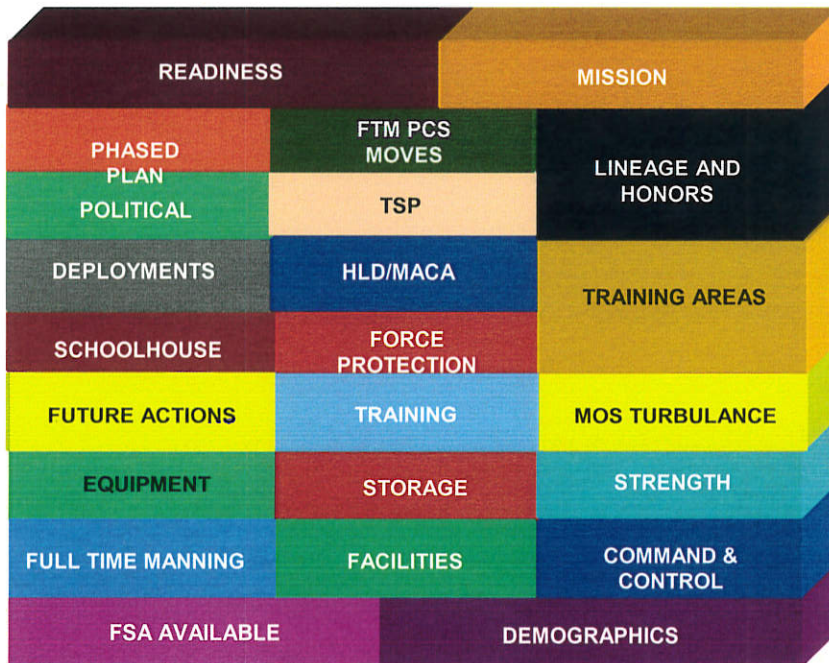 READINESS
MISSION
PHASED
PLAN
FTM PCS
MOVES
LINEAGE AND
HONORS
POLITICAL
TSP
DEPLOYMENTS
HLD/MACA
TRAINING AREAS
SCHOOLHOUSE
FORCE
PROTECTION
FUTURE ACTIONS
TRAINING
MOS TURBULANCE
EQUIPMENT
STORAGE
STRENGTH
FULL TIME MANNING
FACILITIES
COMMAND &
CONTROL
FSA AVAILABLE
DEMOGRAPHICS